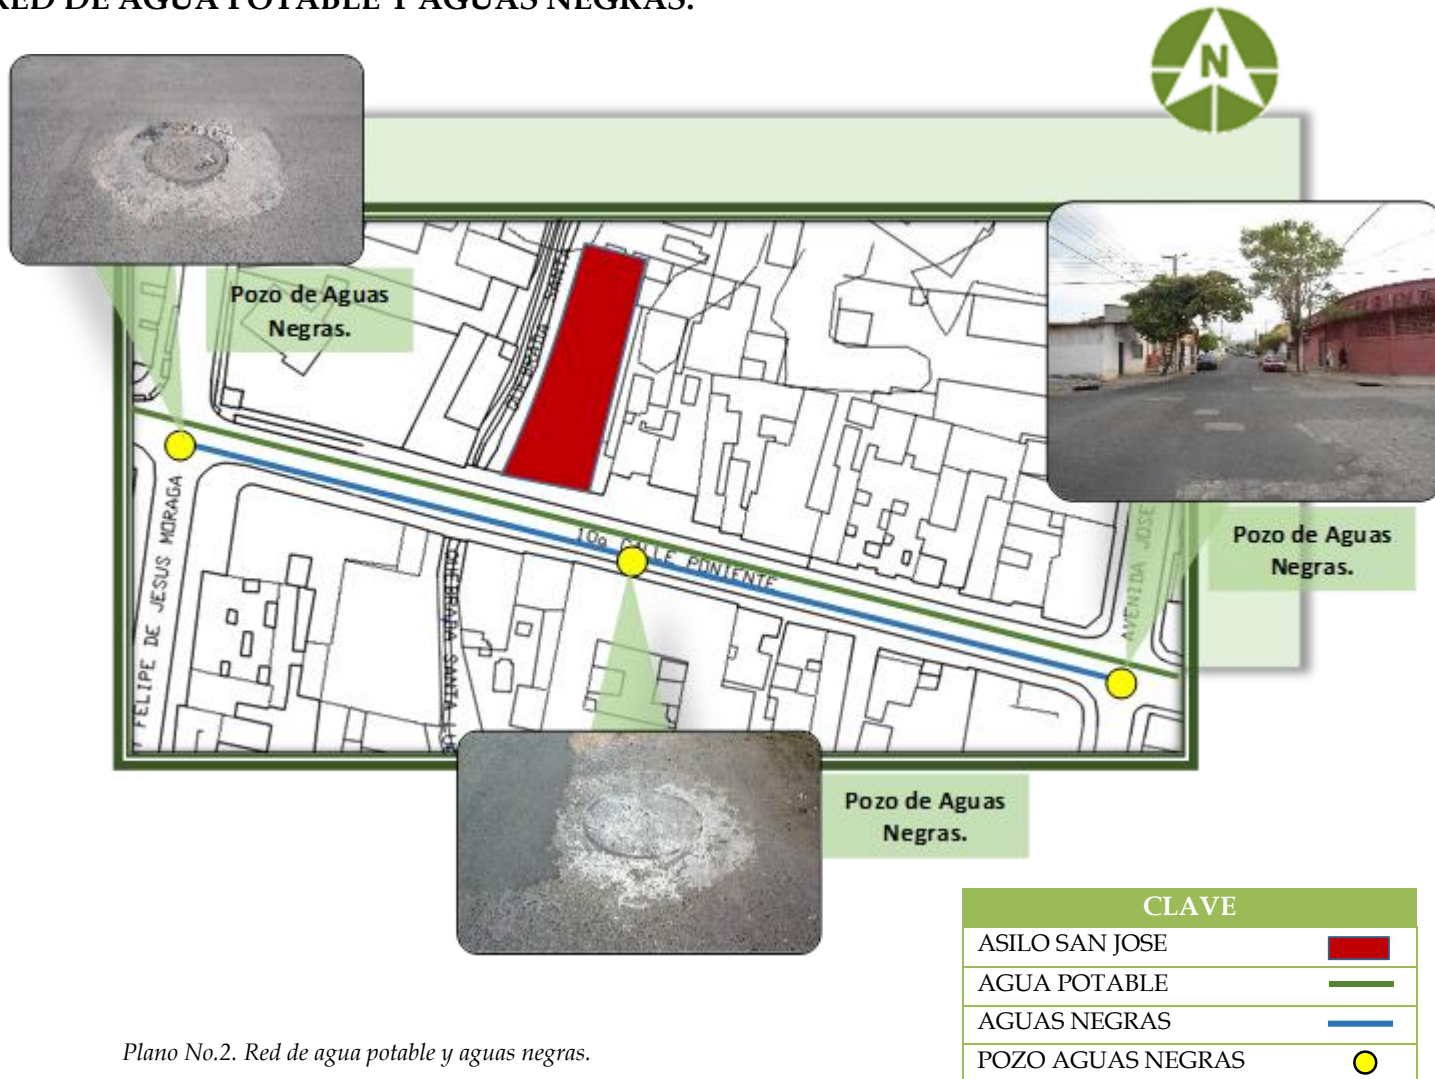 RED DE AGUA POTABLE Y AGUAS NEGRAS.
N
Pozo de Aguas
Negras.
QUEBRADA SANTA
FELIPE DE JESUS MORAGA
10a CALLE PONIENTE
QUEBRADA SANTA
AVENIDA JOSE
Pozo de Aguas
Negras.
Pozo de Aguas
Negras.
CLAVE
ASILO SAN JOSE
AGUA POTABLE
AGUAS NEGRAS
POZO AGUAS NEGRAS
Plano No.2. Red de agua potable y aguas negras.